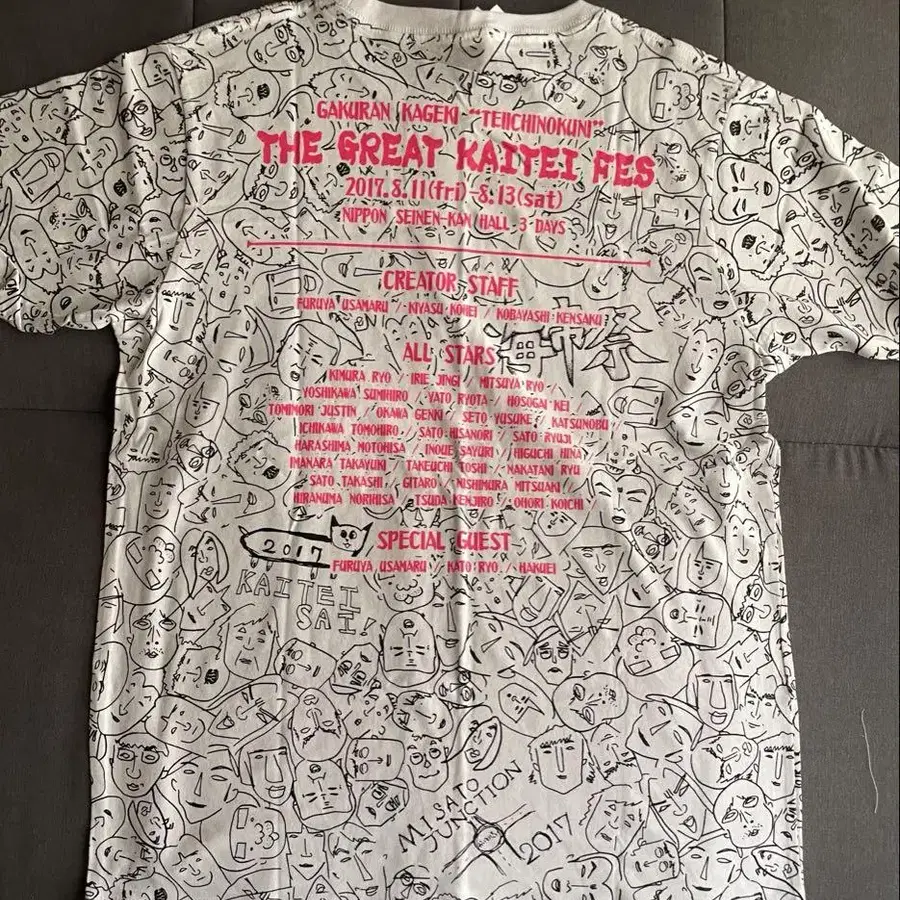 GAKURAN KAGEKI "TEIICHINOKUNI"
THE GREAT KAITEI FES
2017. 8. 11(fri)-8. 13(sat)
NIPPON SEINEN-KAN HALL 3 DAYS
CREATOR STAFF
FURUYA USAMARU / KIYASU KOHEI / KOBAYASHI KENSAKU
海帝祭
ALL STARS
KIMURA RYO / IRIE JINGI / MITSUYA RYO /
YOSHIKAWA SUMIHIRO / YATO RYOTA / HOSOGAI KEI
TOMIMORI JUSTIN / OKAWA GENKI / SETO YUSUKE / KATSUNOBU
ICHIKAWA TOMOHIRO / SATO HISANORI / SATO RYUJI
HARASHIMA MOTOHISA / INOUE SAYURI / HIGUCHI HINA
IMANARA TAKAYUKI / TAKEUCHI TOSHI / NAKATANI RYU
SATO TAKASHI / GITARO / NISHIMURA MITSUAKI /
HIRANUMA NORIHISA / TSUDA KENJIRO / OHORI KOICHI
2017
SPECIAL GUEST
FURUYA USAMARU / KATO RYO / HAKUEI
KAITEI
SAI!
MISATO
JUNCTION
2017